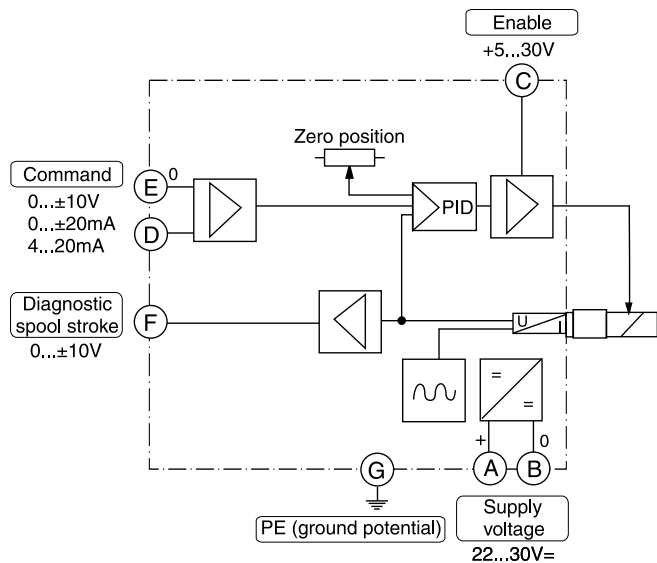 Enable
+5...30V
C
Zero position
Command
E
0
0...±10V
0...±20mA
4...20mA
D
PID
Diagnostic
spool stroke
F
0...±10V
U
I
=
=
+
0
G
A
B
PE (ground potential)
Supply
voltage
22...30V=